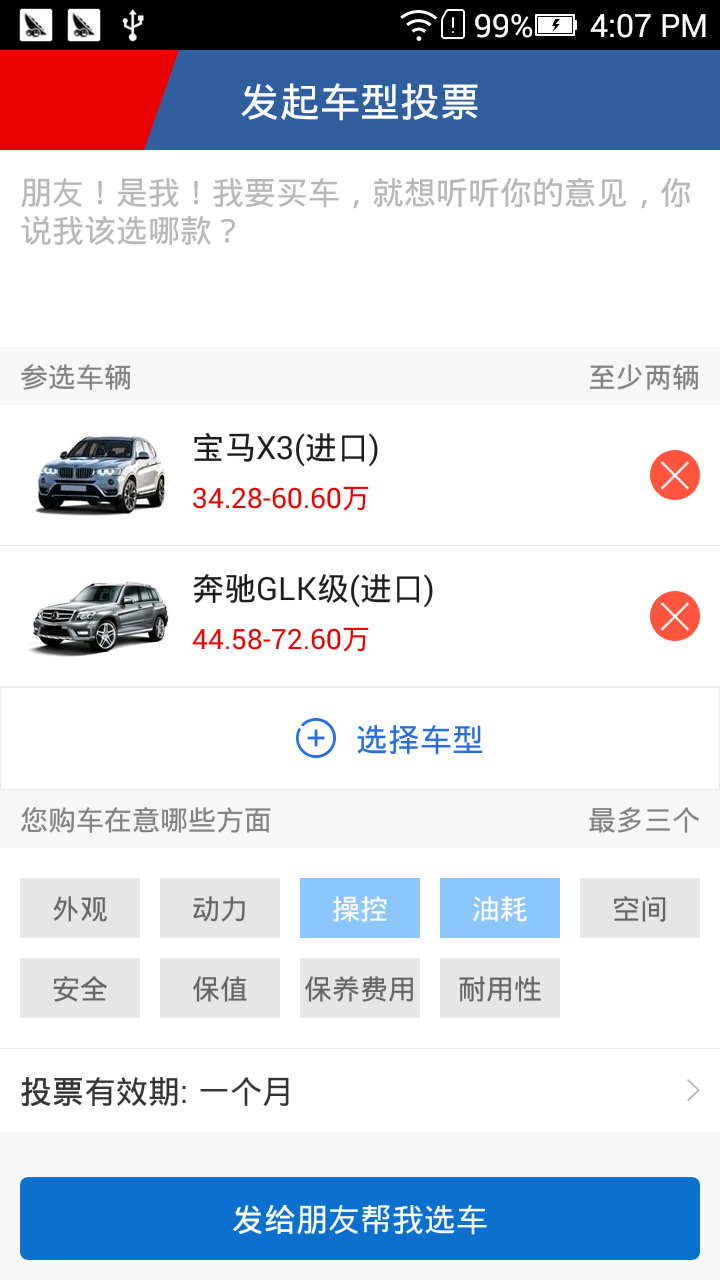 99% 4:07 PM
发起车型投票
朋友！是我！我要买车，就想听听你的意见，你
说我该选哪款？
参选车辆 至少两辆
宝马X3(进口)
34.28-60.60万
奔驰GLK级(进口)
44.58-72.60万
选择车型
您购车在意哪些方面 最多三个
外观 动力 操控 油耗 空间
安全 保值 保养费用 耐用性
投票有效期: 一个月
发给朋友帮我选车